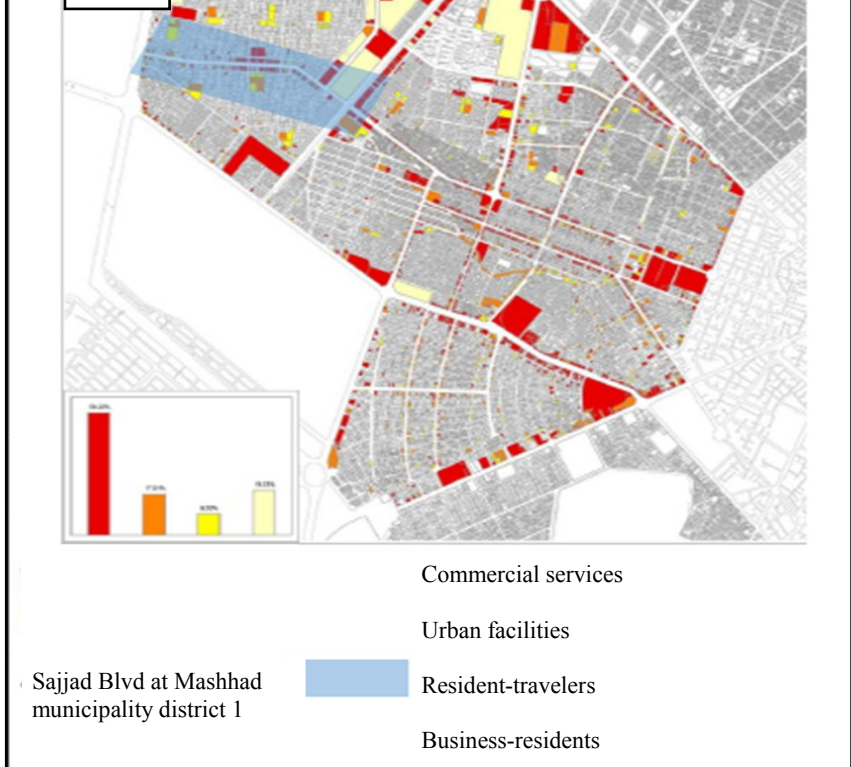 Commercial services
Urban facilities
Sajjad Blvd at Mashhad
municipality district 1
Resident-travelers
Business-residents